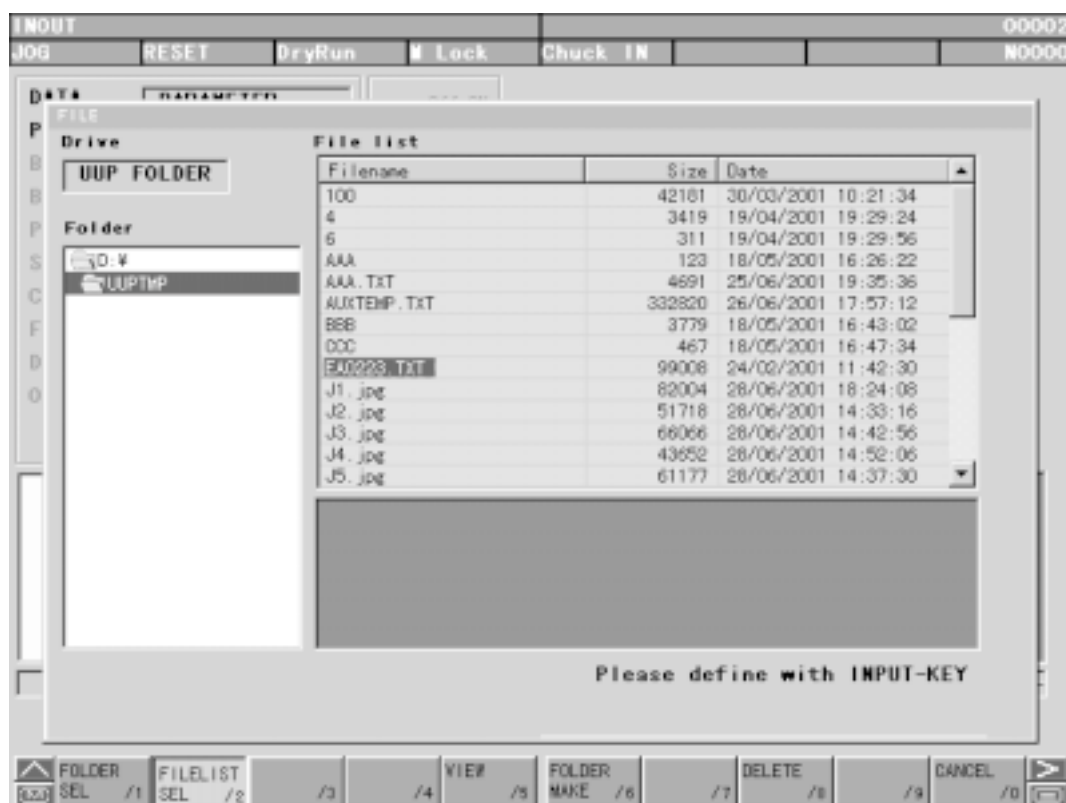 INOUT 00002
JOG RESET DryRun M Lock Chuck IN N0000
DATA PARAMETER
P
FILE
Drive File list
UUP FOLDER
Filename Size Date
100 42181 30/03/2001 10:21:34
4 3419 19/04/2001 19:29:24
6 311 19/04/2001 19:29:56
AAA 123 18/05/2001 16:26:22
AAA.TXT 4691 25/06/2001 19:35:36
AUXTEMP.TXT 332820 26/06/2001 17:57:12
BBB 3779 18/05/2001 16:43:02
CCC 467 18/05/2001 16:47:34
EA0223.TXT 99008 24/02/2001 11:42:30
J1.jpg 82004 28/06/2001 18:24:08
J2.jpg 51718 28/06/2001 14:33:16
J3.jpg 66066 28/06/2001 14:42:56
J4.jpg 43652 28/06/2001 14:52:06
J5.jpg 61177 28/06/2001 14:37:30
Folder
D:¥
UUPTMP
B
B
P
S
C
F
D
O
Please define with INPUT-KEY
FOLDER SEL /1
FILELIST SEL /2
/3
/4
VIEW /5
FOLDER MAKE /6
/7
DELETE /8
/9
CANCEL /0